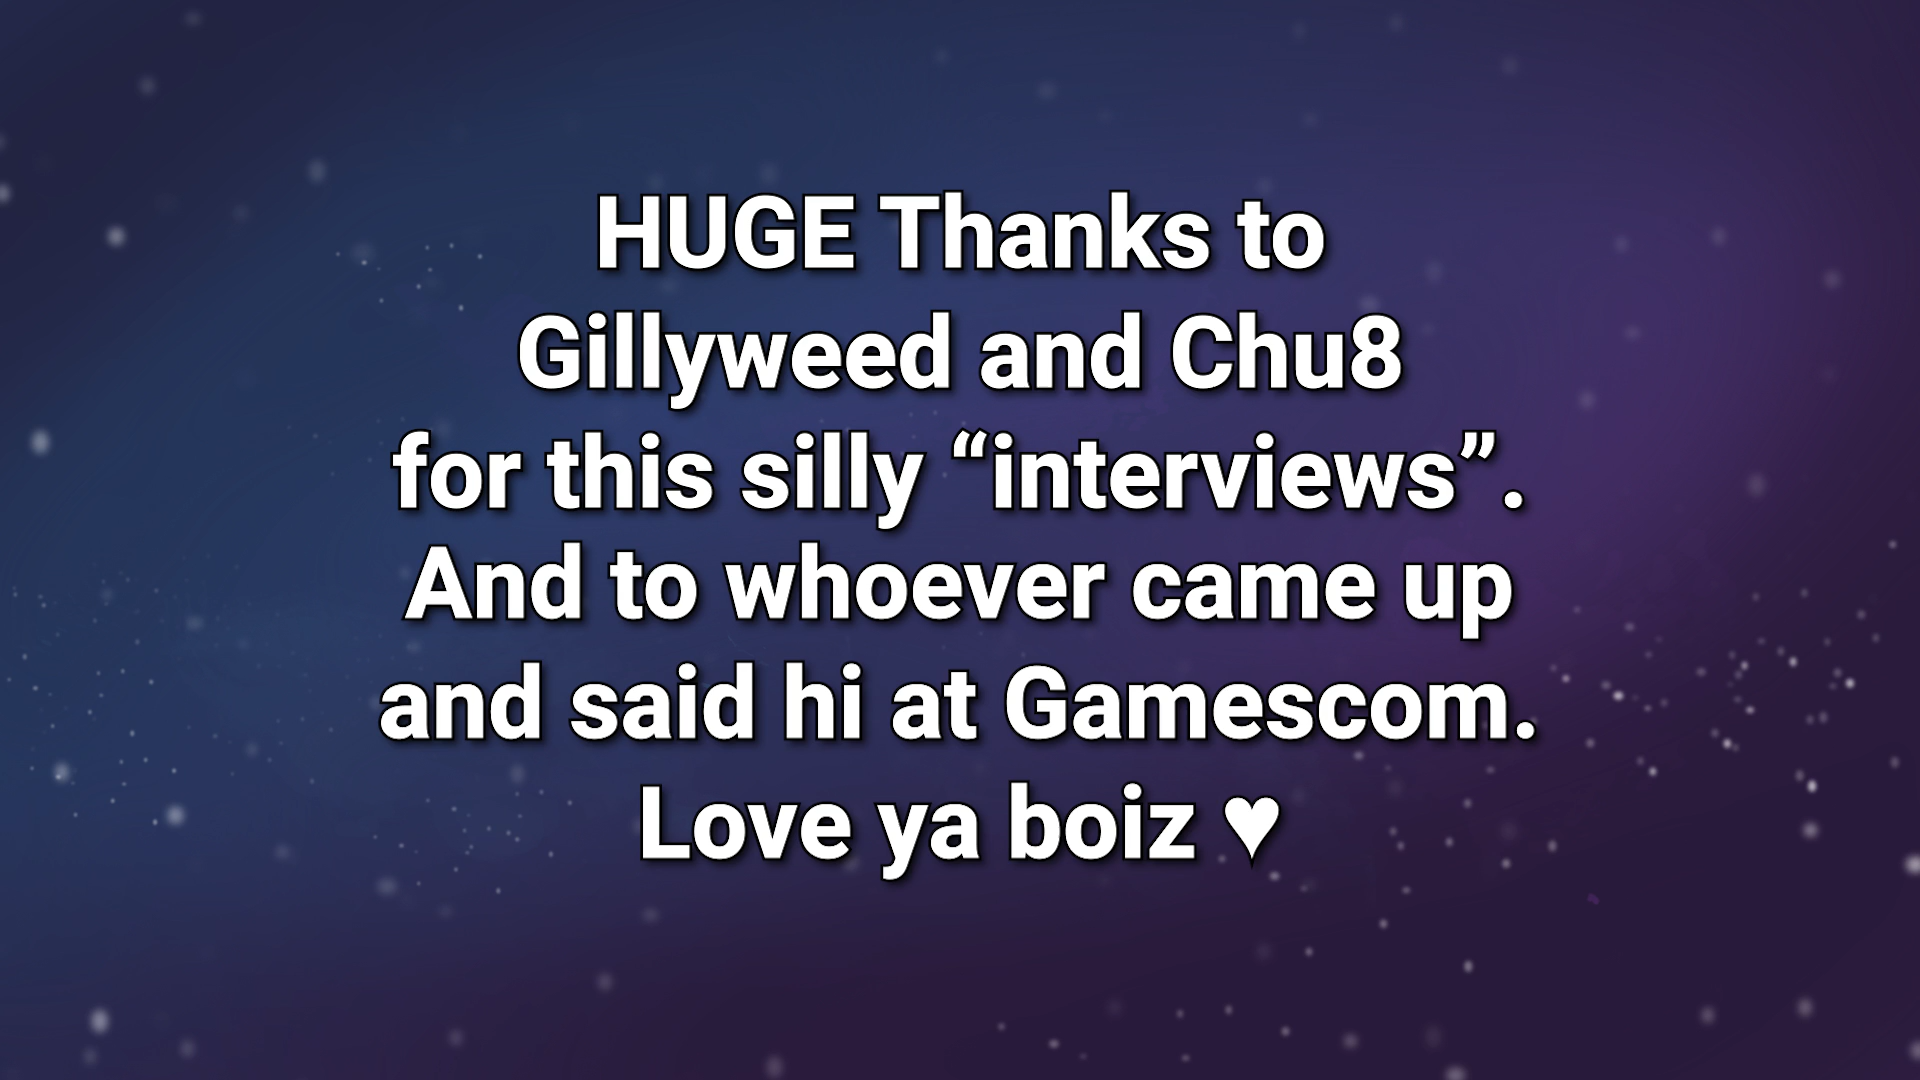 HUGE Thanks to
Gillyweed and Chu8
for this silly “interviews”.
And to whoever came up
and said hi at Gamescom.
Love ya boiz ♥